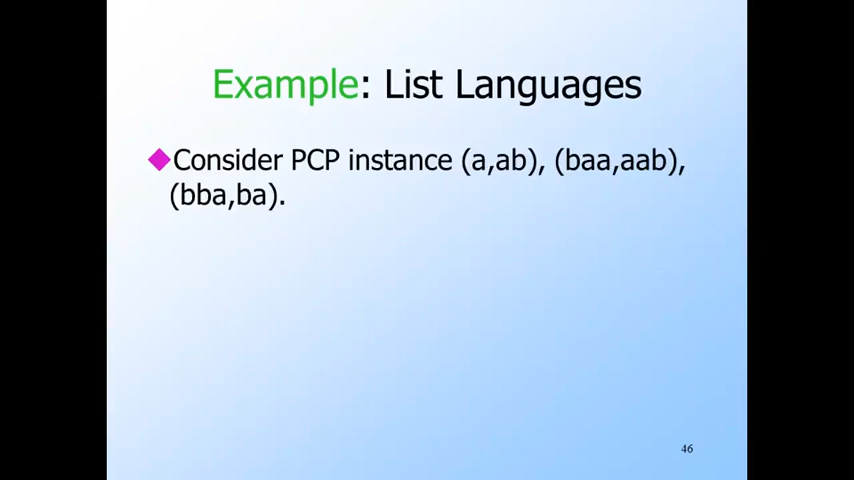 Example: List Languages
Consider PCP instance (a,ab), (baa,aab),
(bba,ba).
46